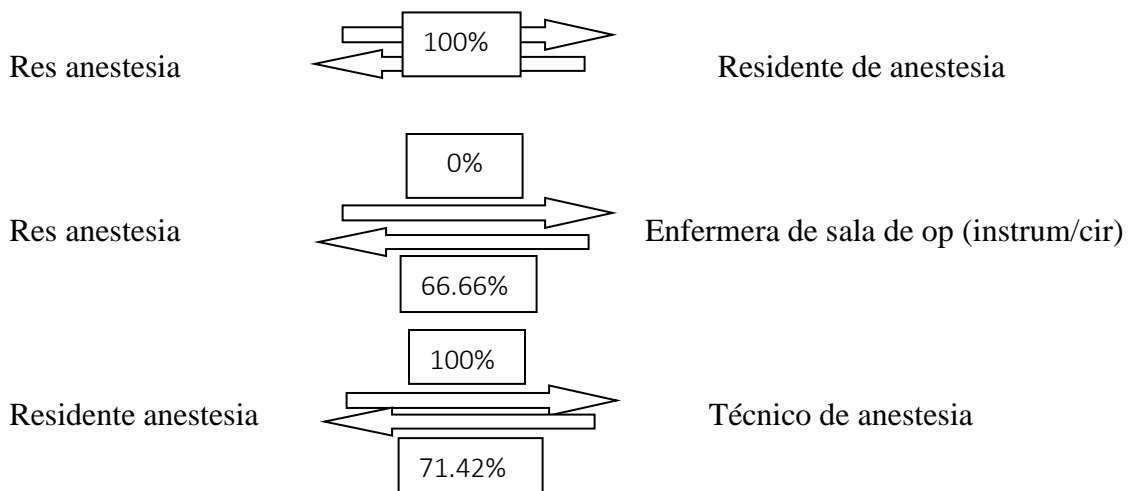 100%
Res anestesia Residente de anestesia
0%
Res anestesia Enfermera de sala de op (instrum/cir)
66.66%
100%
Residente anestesia Técnico de anestesia
71.42%